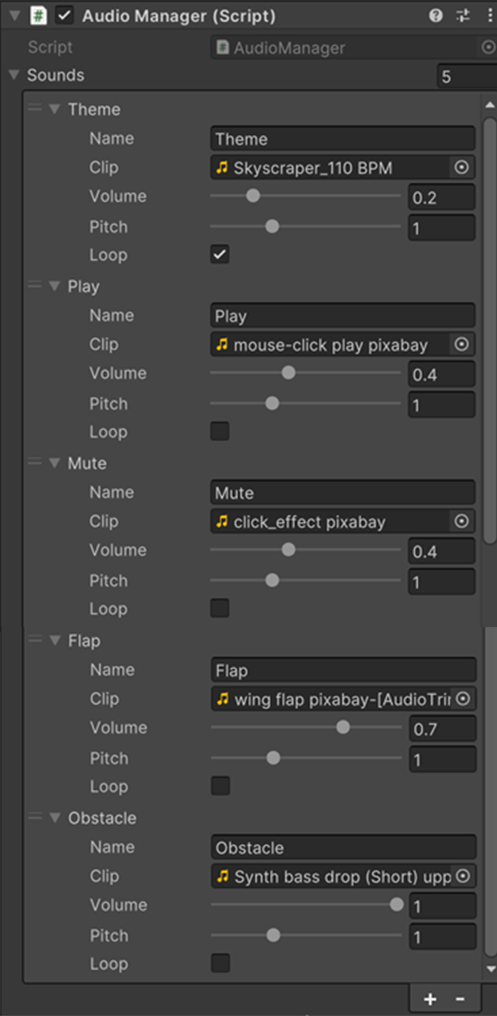 Audio Manager (Script)
Script AudioManager
Sounds 5
Theme
Name Theme
Clip Skyscraper_110 BPM
Volume 0.2
Pitch 1
Loop
Play
Name Play
Clip mouse-click play pixabay
Volume 0.4
Pitch 1
Loop
Mute
Name Mute
Clip click_effect pixabay
Volume 0.4
Pitch 1
Loop
Flap
Name Flap
Clip wing flap pixabay-[AudioTri
Volume 0.7
Pitch 1
Loop
Obstacle
Name Obstacle
Clip Synth bass drop (Short) upp
Volume 1
Pitch 1
Loop